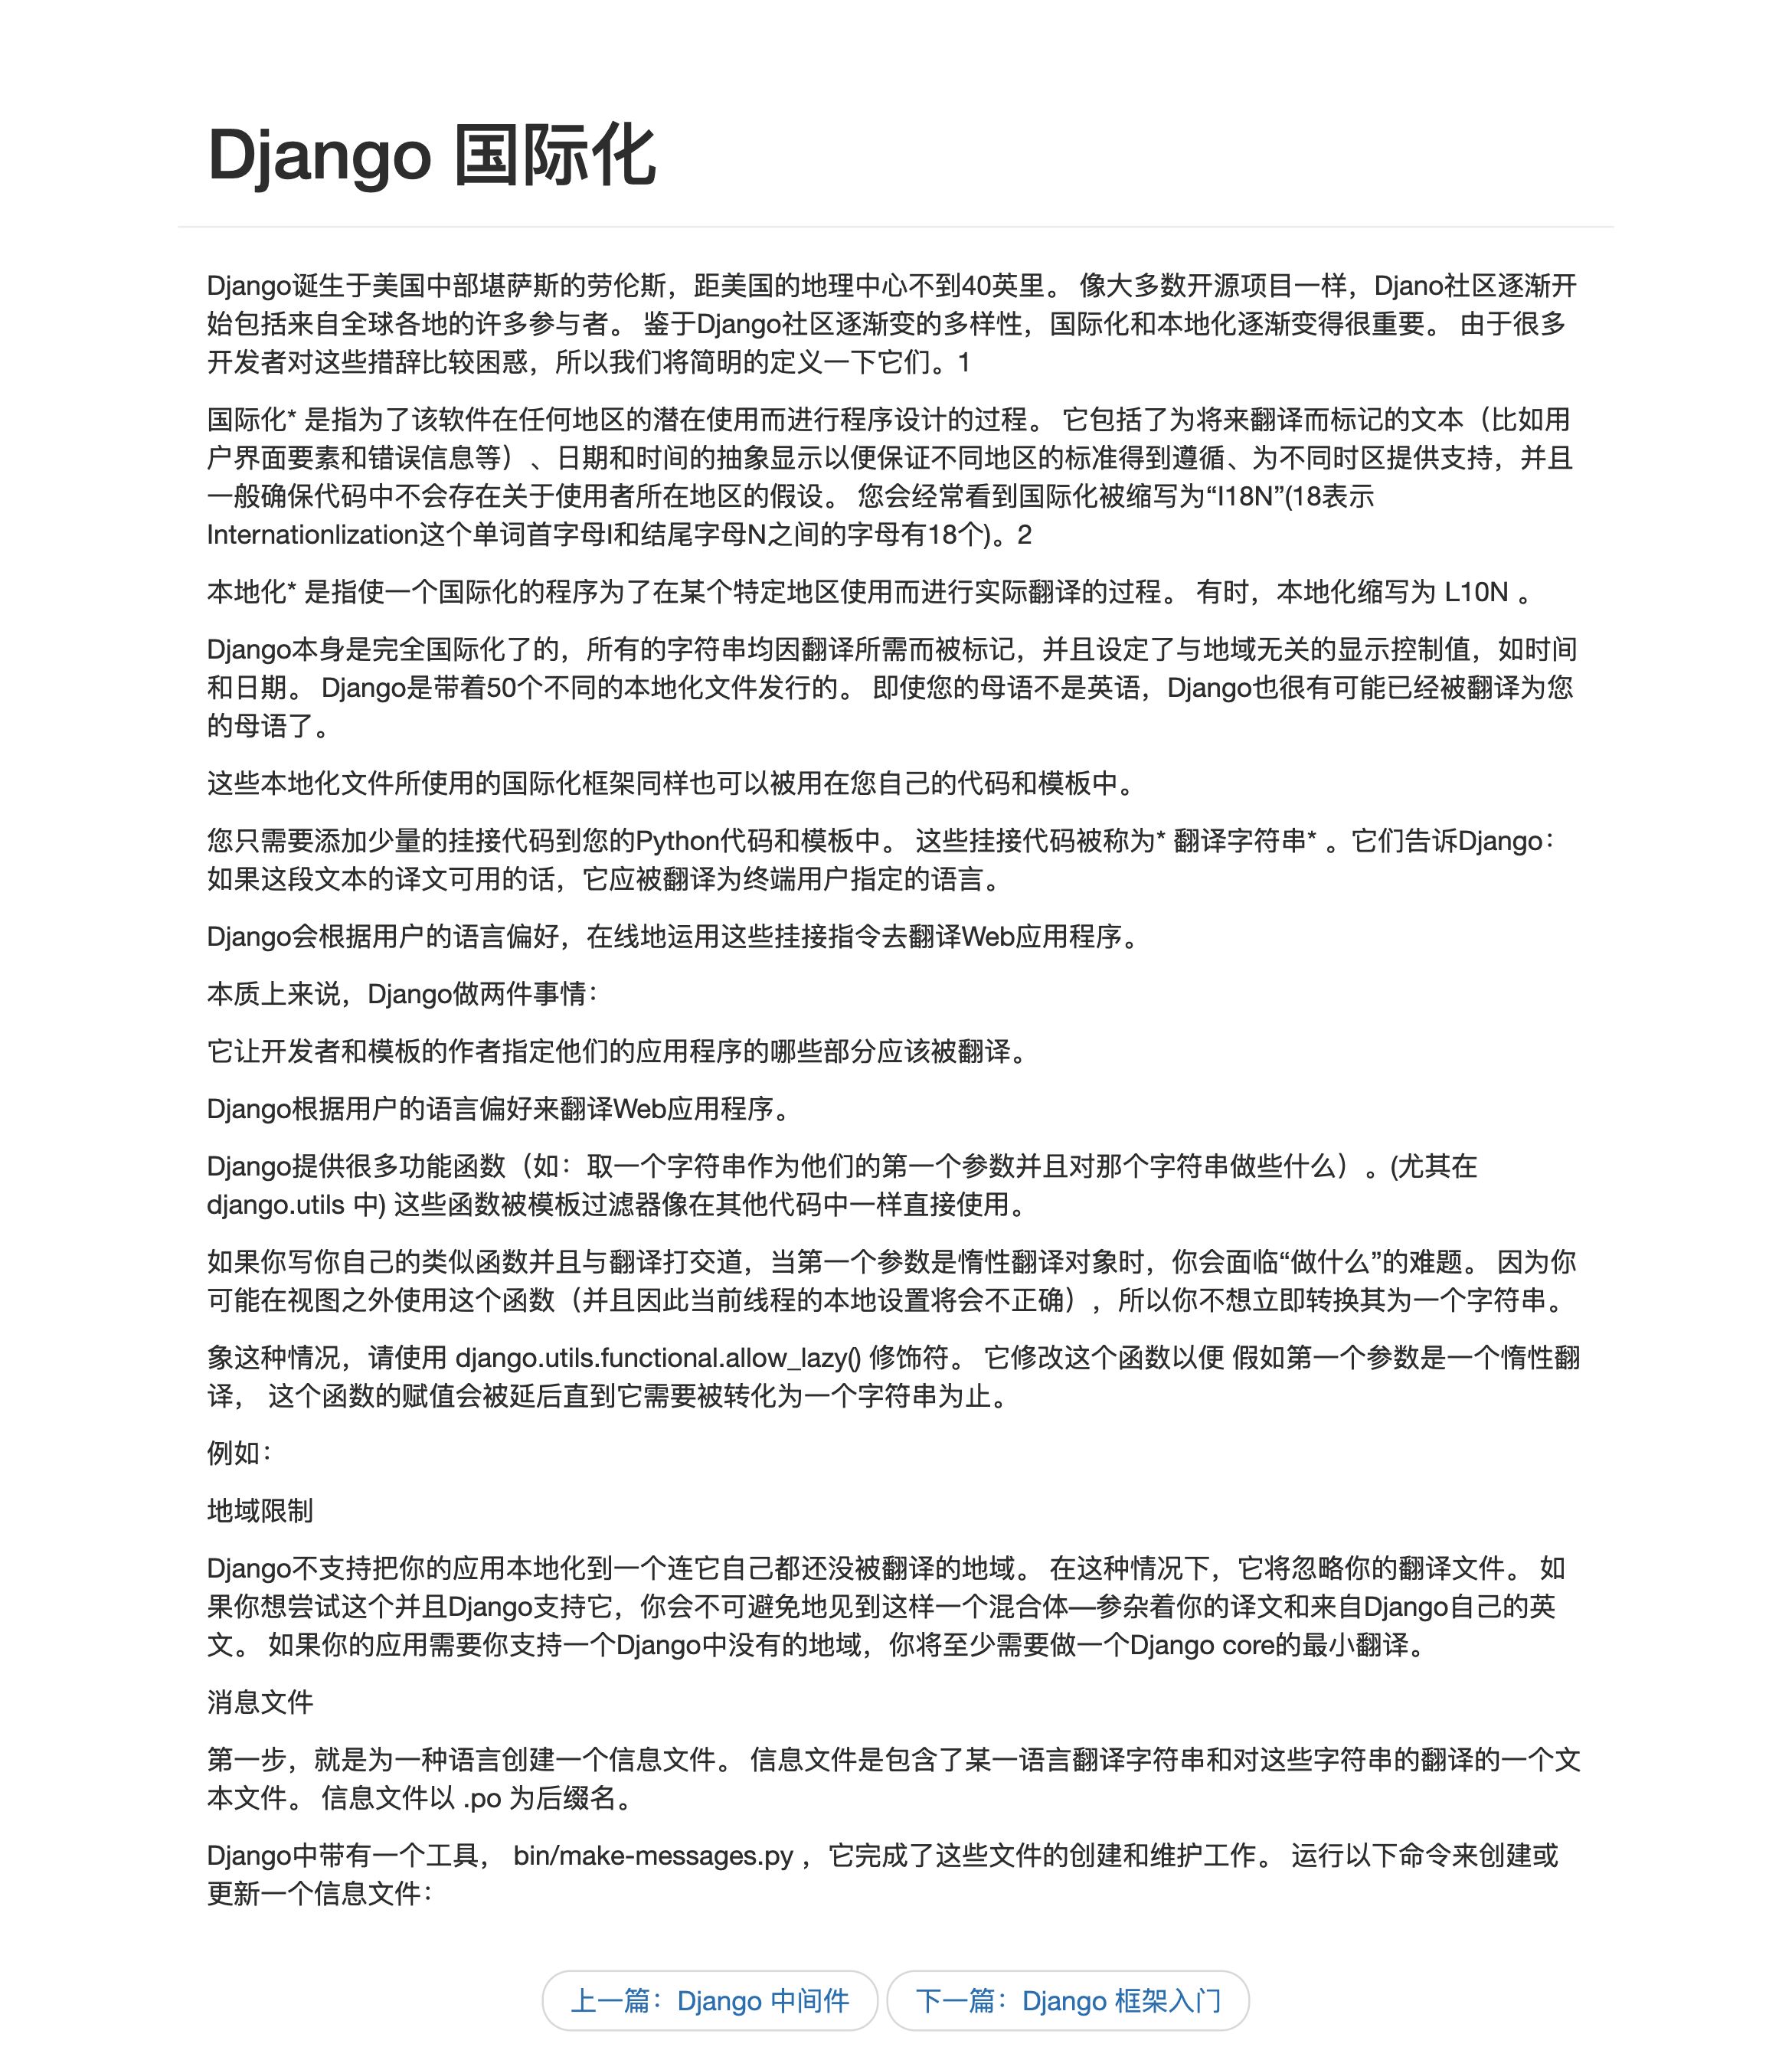 Django 国际化
Django诞生于美国中部堪萨斯的劳伦斯，距美国的地理中心不到40英里。 像大多数开源项目一样，Djano社区逐渐开
始包括来自全球各地的许多参与者。 鉴于Django社区逐渐变的多样性，国际化和本地化逐渐变得很重要。 由于很多
开发者对这些措辞比较困惑，所以我们将简明的定义一下它们。1
国际化* 是指为了该软件在任何地区的潜在使用而进行程序设计的过程。 它包括了为将来翻译而标记的文本（比如用
户界面要素和错误信息等）、日期和时间的抽象显示以便保证不同地区的标准得到遵循、为不同时区提供支持，并且
一般确保代码中不会存在关于使用者所在地区的假设。 您会经常看到国际化被缩写为“I18N”(18表示
Internationlization这个单词首字母I和结尾字母N之间的字母有18个)。2
本地化* 是指使一个国际化的程序为了在某个特定地区使用而进行实际翻译的过程。 有时，本地化缩写为 L10N 。
Django本身是完全国际化了的，所有的字符串均因翻译所需而被标记，并且设定了与地域无关的显示控制值，如时间
和日期。 Django是带着50个不同的本地化文件发行的。 即使您的母语不是英语，Django也很有可能已经被翻译为您
的母语了。
这些本地化文件所使用的国际化框架同样也可以被用在您自己的代码和模板中。
您只需要添加少量的挂接代码到您的Python代码和模板中。 这些挂接代码被称为* 翻译字符串* 。它们告诉Django：
如果这段文本的译文可用的话，它应被翻译为终端用户指定的语言。
Django会根据用户的语言偏好，在线地运用这些挂接指令去翻译Web应用程序。
本质上来说，Django做两件事情：
它让开发者和模板的作者指定他们的应用程序的哪些部分应该被翻译。
Django根据用户的语言偏好来翻译Web应用程序。
Django提供很多功能函数（如：取一个字符串作为他们的第一个参数并且对那个字符串做些什么）。(尤其在
django.utils 中) 这些函数被模板过滤器像在其他代码中一样直接使用。
如果你写你自己的类似函数并且与翻译打交道，当第一个参数是惰性翻译对象时，你会面临“做什么”的难题。 因为你
可能在视图之外使用这个函数（并且因此当前线程的本地设置将会不正确），所以你不想立即转换其为一个字符串。
象这种情况，请使用 django.utils.functional.allow_lazy() 修饰符。 它修改这个函数以便 假如第一个参数是一个惰性翻
译， 这个函数的赋值会被延后直到它需要被转化为一个字符串为止。
例如：
地域限制
Django不支持把你的应用本地化到一个连它自己都还没被翻译的地域。 在这种情况下，它将忽略你的翻译文件。 如
果你想尝试这个并且Django支持它，你会不可避免地见到这样一个混合体––参杂着你的译文和来自Django自己的英
文。 如果你的应用需要你支持一个Django中没有的地域，你将至少需要做一个Django core的最小翻译。
消息文件
第一步，就是为一种语言创建一个信息文件。 信息文件是包含了某一语言翻译字符串和对这些字符串的翻译的一个文
本文件。 信息文件以 .po 为后缀名。
Django中带有一个工具， bin/make-messages.py ，它完成了这些文件的创建和维护工作。 运行以下命令来创建或
更新一个信息文件：
上一篇：Django 中间件 下一篇：Django 框架入门